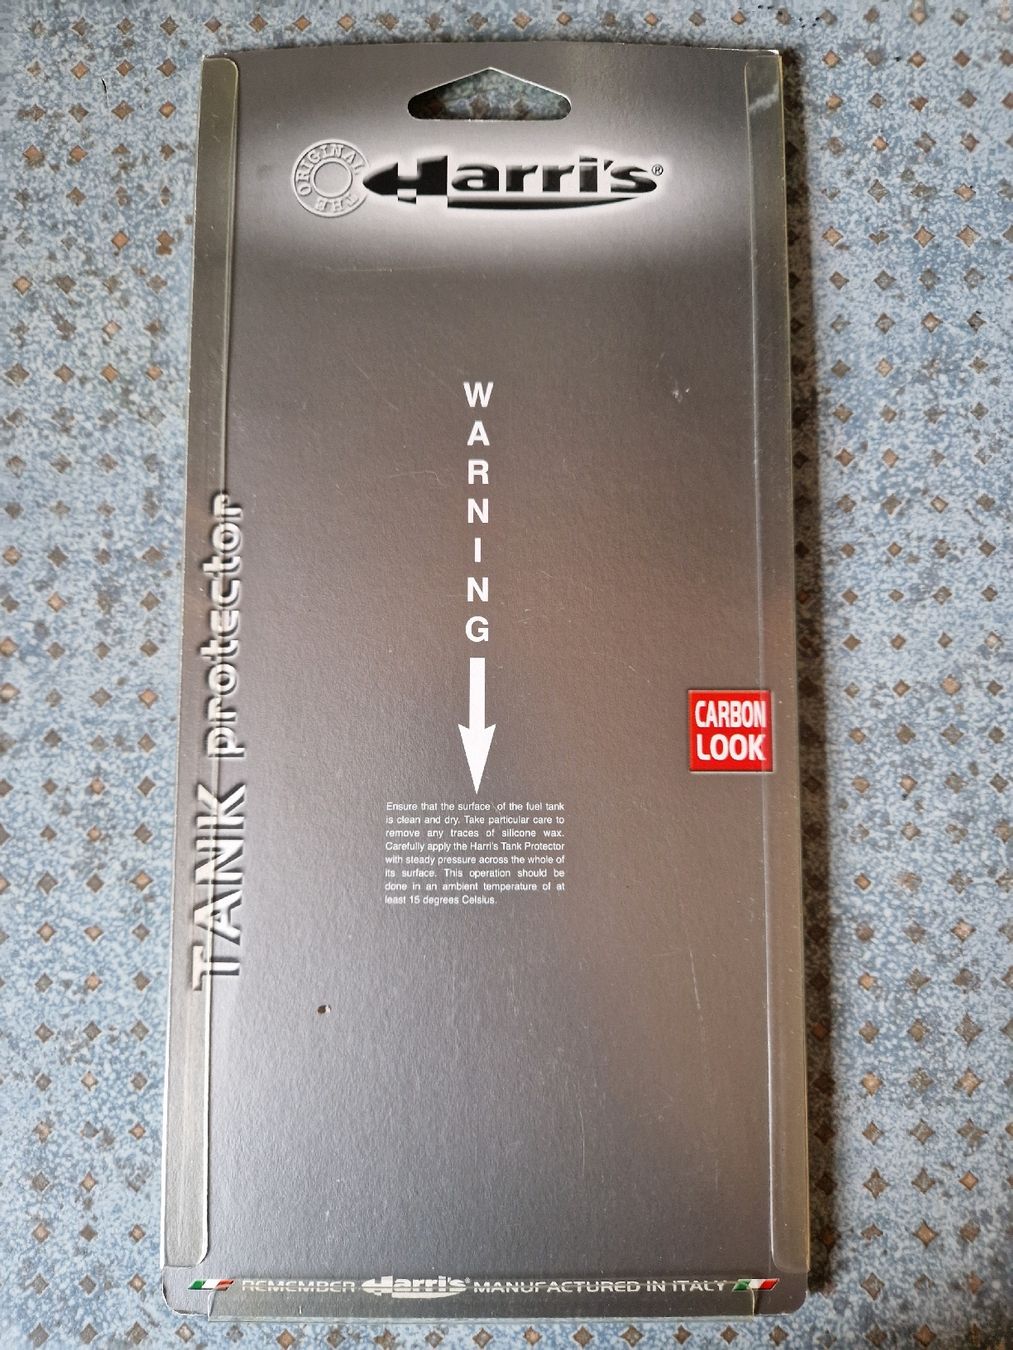 THE ORIGINAL
Harri's®
W
A
R
N
I
N
G
TANK protector
CARBON
LOOK
Ensure that the surface of the fuel tank
is clean and dry. Take particular care to
remove any traces of silicone wax.
Carefully apply the Harri's Tank Protector
with steady pressure across the whole of
its surface. This operation should be
done in an ambient temperature of at
least 15 degrees Celsius.
REMEMBER Harri's® MANUFACTURED IN ITALY